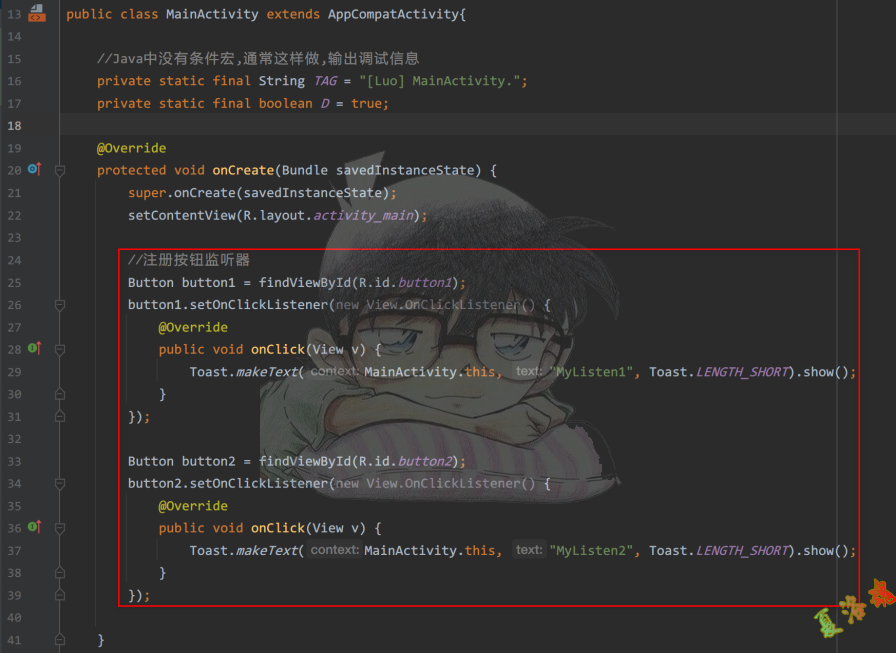 13 public class MainActivity extends AppCompatActivity{
14
15 //Java中没有条件宏,通常这样做,输出调试信息
16 private static final String TAG = "[Luo] MainActivity.";
17 private static final boolean D = true;
18
19 @Override
20 protected void onCreate(Bundle savedInstanceState) {
21 super.onCreate(savedInstanceState);
22 setContentView(R.layout.activity_main);
23
24 //注册按钮监听器
25 Button button1 = findViewById(R.id.button1);
26 button1.setOnClickListener(new View.OnClickListener() {
27 @Override
28 public void onClick(View v) {
29 Toast.makeText( context: MainActivity.this, text: "MyListen1", Toast.LENGTH_SHORT).show();
30 }
31 });
32
33 Button button2 = findViewById(R.id.button2);
34 button2.setOnClickListener(new View.OnClickListener() {
35 @Override
36 public void onClick(View v) {
37 Toast.makeText( context: MainActivity.this, text: "MyListen2", Toast.LENGTH_SHORT).show();
38 }
39 });
40
41 }
夏洛